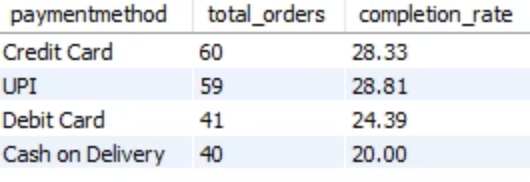 paymentmethod total_orders completion_rate
Credit Card 60 28.33
UPI 59 28.81
Debit Card 41 24.39
Cash on Delivery 40 20.00